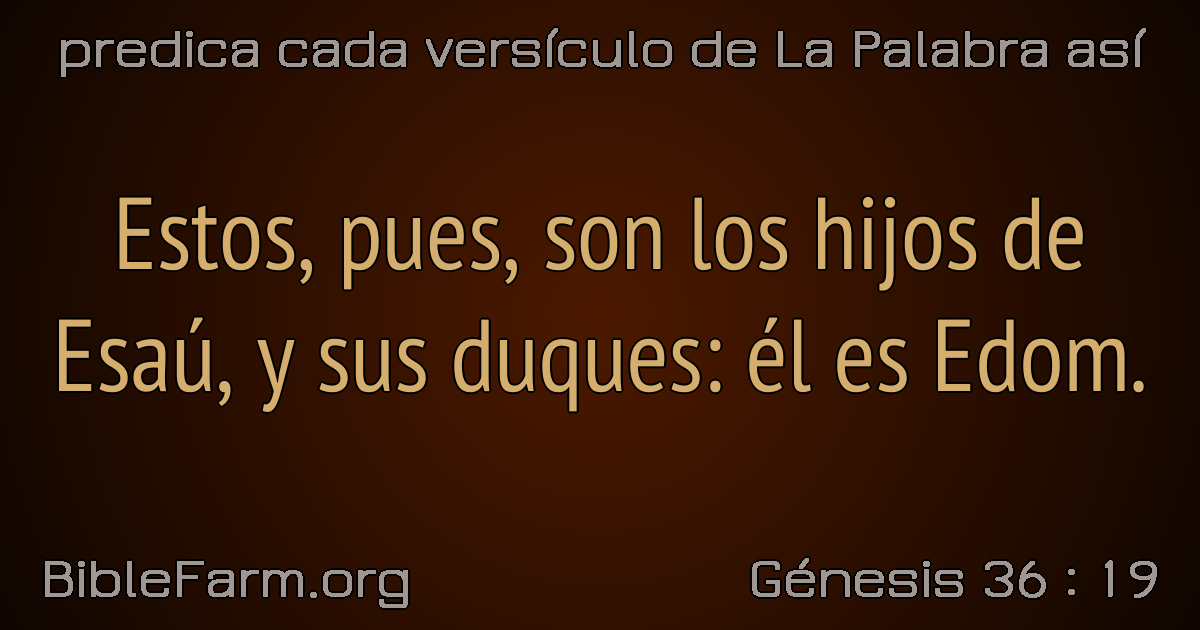 predica cada versículo de La Palabra así
Estos, pues, son los hijos de
Esaú, y sus duques: él es Edom.
BibleFarm.org
Génesis 36 : 19